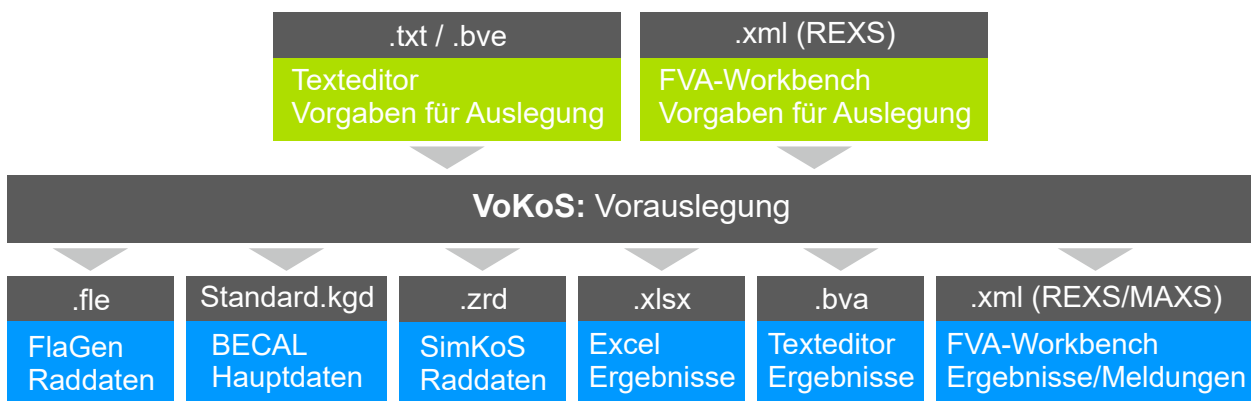 .txt / .bve
Texteditor
Vorgaben für Auslegung
.xml (REXS)
FVA-Workbench
Vorgaben für Auslegung
VoKoS: Vorauslegung
.fle
FlaGen
Raddaten
Standard.kgd
BECAL
Hauptdaten
.zrd
SimKoS
Raddaten
.xlsx
Excel
Ergebnisse
.bva
Texteditor
Ergebnisse
.xml (REXS/MAXS)
FVA-Workbench
Ergebnisse/Meldungen